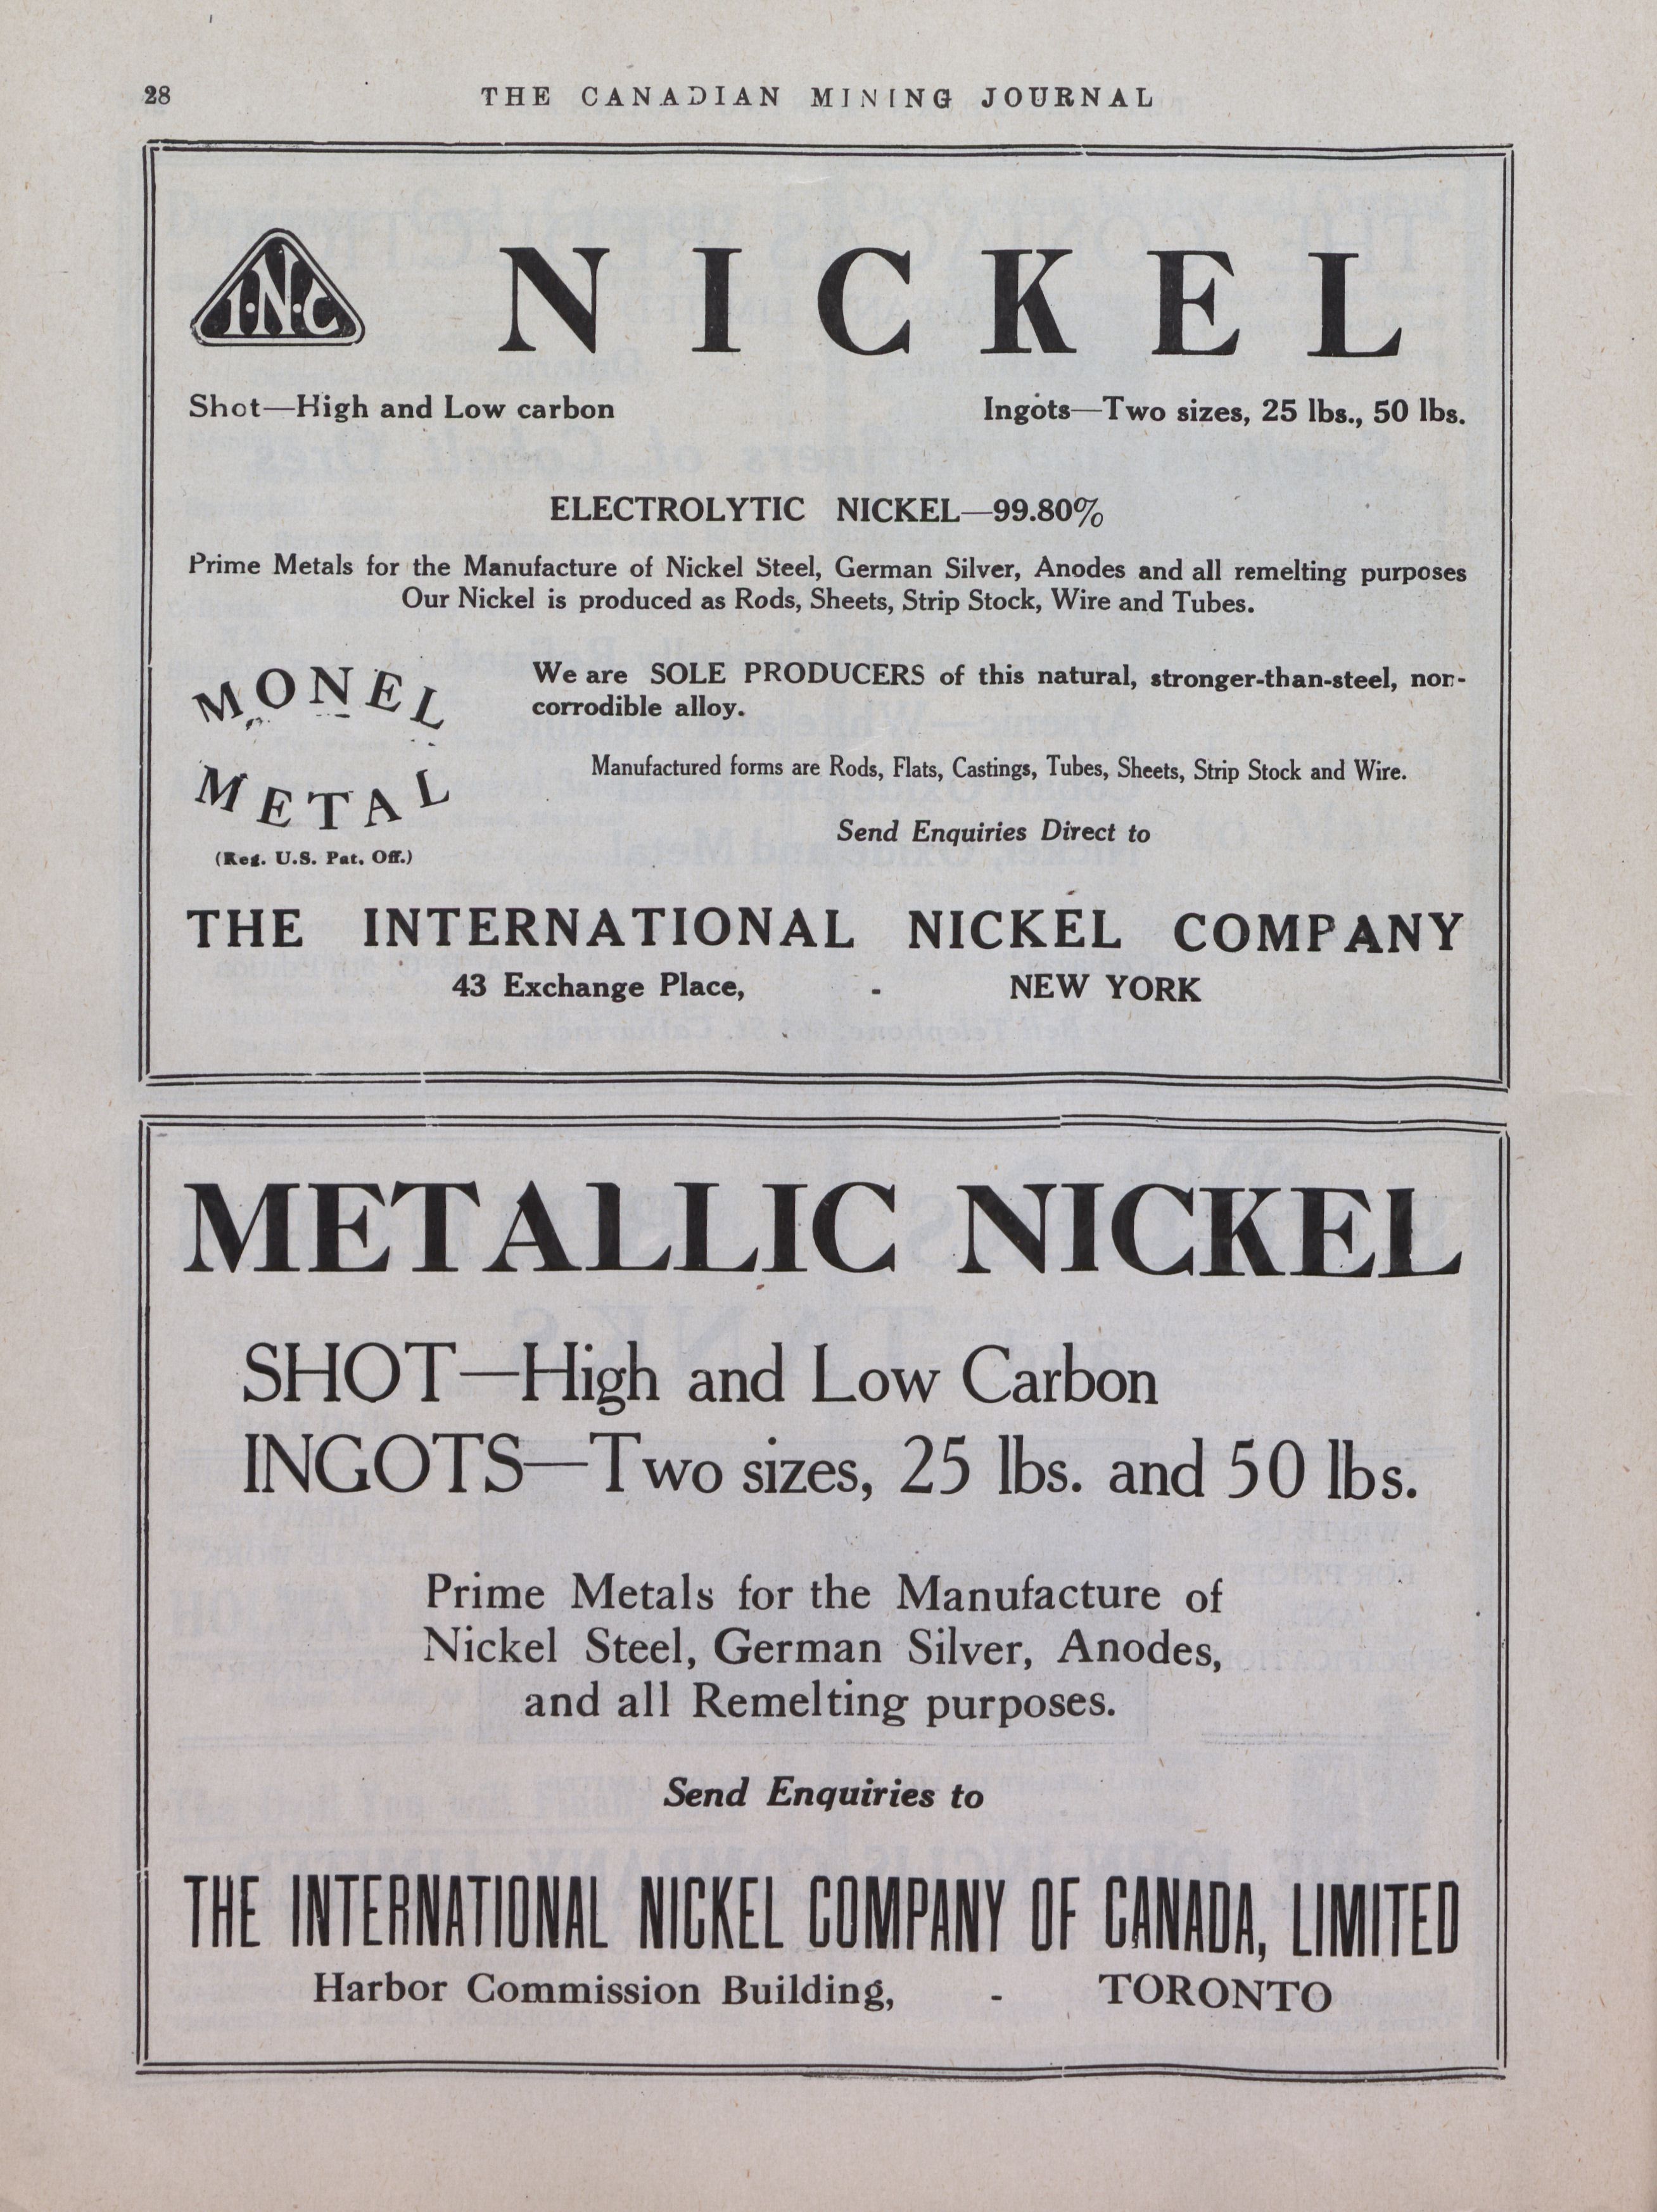 28 THE CANADIAN MINING JOURNAL
I·N·C
NICKEL
Shot—High and Low carbon Ingots—Two sizes, 25 lbs., 50 lbs.
ELECTROLYTIC NICKEL—99.80%
Prime Metals for the Manufacture of Nickel Steel, German Silver, Anodes and all remelting purposes
Our Nickel is produced as Rods, Sheets, Strip Stock, Wire and Tubes.
MONEL
METAL
(Reg. U.S. Pat. Off.)
We are SOLE PRODUCERS of this natural, stronger-than-steel, non-
corrodible alloy.
Manufactured forms are Rods, Flats, Castings, Tubes, Sheets, Strip Stock and Wire.
Send Enquiries Direct to
THE INTERNATIONAL NICKEL COMPANY
43 Exchange Place, - NEW YORK
METALLIC NICKEL
SHOT—High and Low Carbon
INGOTS—Two sizes, 25 lbs. and 50 lbs.
Prime Metals for the Manufacture of
Nickel Steel, German Silver, Anodes,
and all Remelting purposes.
Send Enquiries to
THE INTERNATIONAL NICKEL COMPANY OF CANADA, LIMITED
Harbor Commission Building, - TORONTO